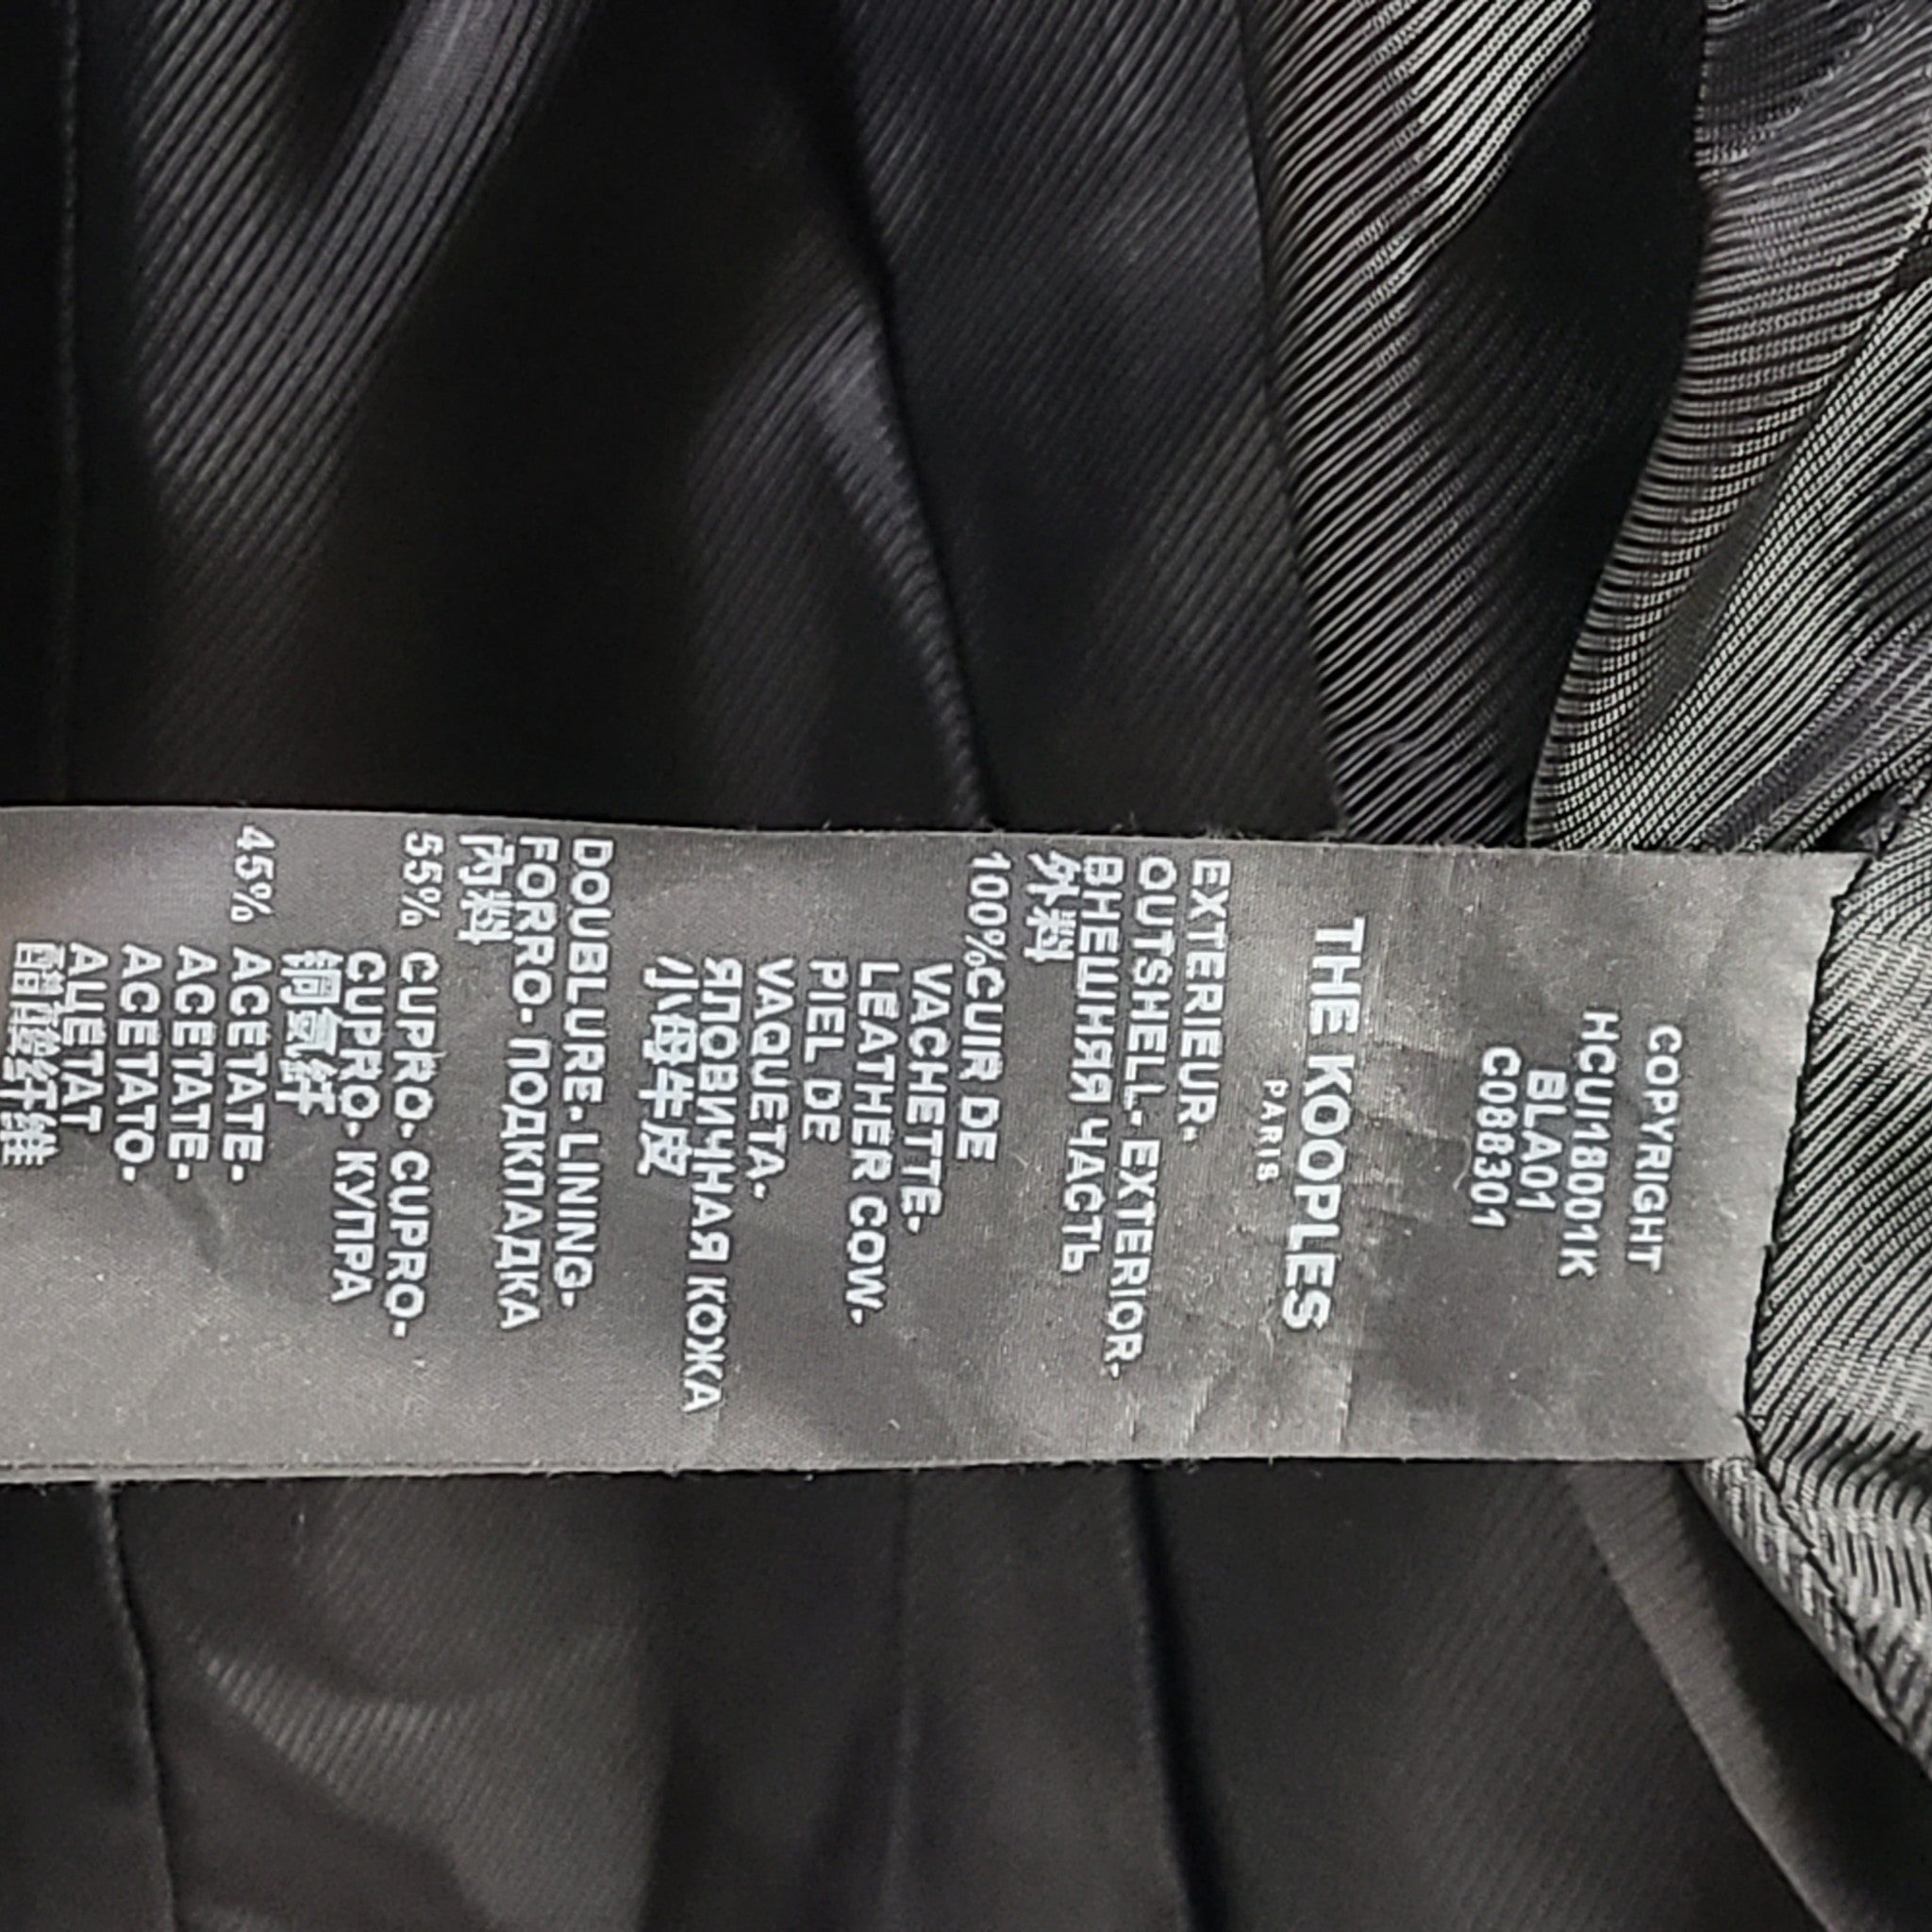 COPYRIGHT
HCUI18001K
BLA01
C088301
THE KOOPLES
PARIS
EXTERIEUR-
OUTSHELL- EXTERIOR-
ВНЕШНЯЯ ЧАСТЬ
外料
100%CUIR DE
VACHETTE-
LEATHER COW-
PIEL DE
VAQUETA-
ЯЛОВИЧНАЯ КОЖА
小母牛皮
DOUBLURE- LINING-
FORRO- ПОДКЛАДКА
内料
55% CUPRO- CUPRO-
CUPRO- КУПРА
铜氨纤
45% ACETATE-
ACETATE-
ACETATO-
АЦЕТАТ
醋酸纤维